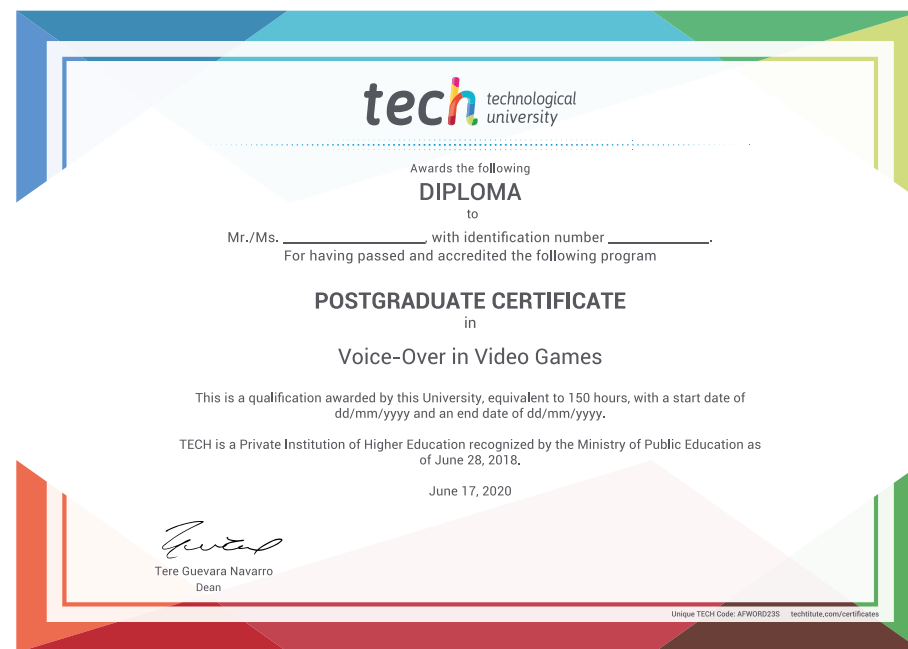 tech technological
university
Awards the following
DIPLOMA
to
Mr./Ms. ____________, with identification number ____________.
For having passed and accredited the following program
POSTGRADUATE CERTIFICATE
in
Voice-Over in Video Games
This is a qualification awarded by this University, equivalent to 150 hours, with a start date of
dd/mm/yyyy and an end date of dd/mm/yyyy.
TECH is a Private Institution of Higher Education recognized by the Ministry of Public Education as
of June 28, 2018.
June 17, 2020
Tere Guevara Navarro
Dean
Unique TECH Code: AFWORD23S techtitute.com/certificates